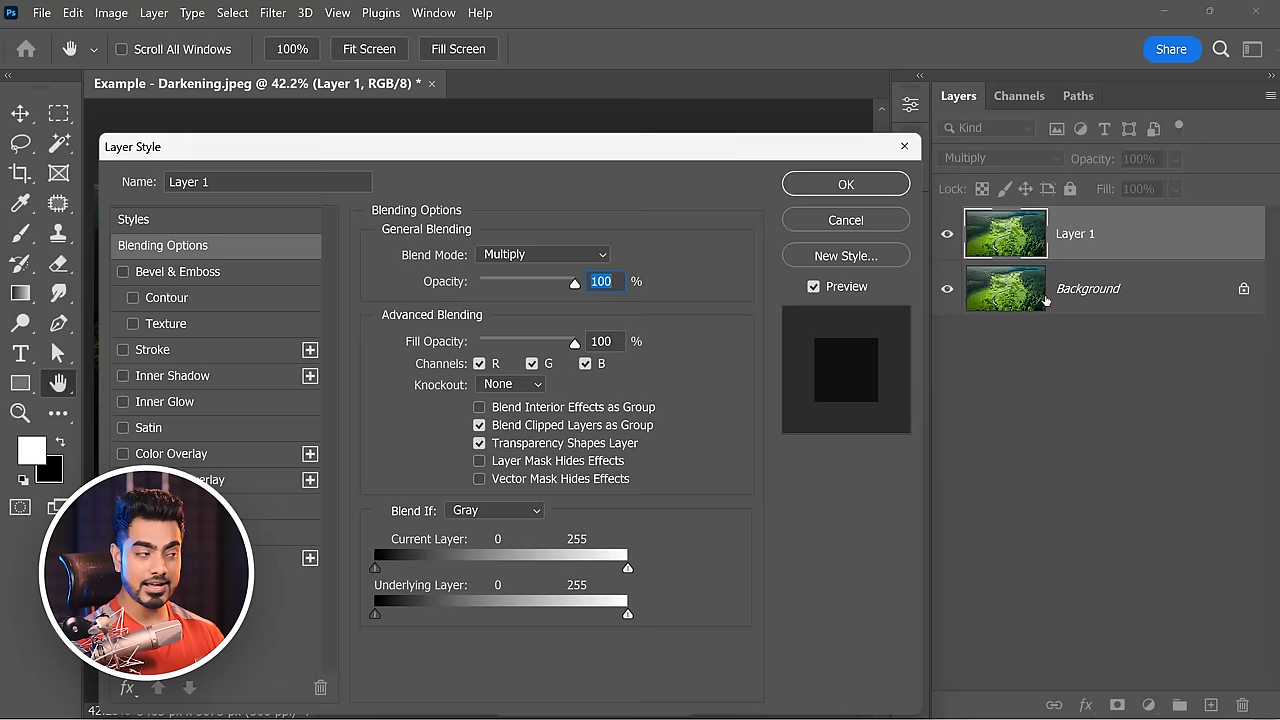 Ps File Edit Image Layer Type Select Filter 3D View Plugins Window Help
Scroll All Windows 100% Fit Screen Fill Screen Share
Example - Darkening.jpeg @ 42.2% (Layer 1, RGB/8) * ×
Layer Style
Name: Layer 1
Styles
Blending Options
Bevel & Emboss
Contour
Texture
Stroke
Inner Shadow
Inner Glow
Satin
Color Overlay
fx
Blending Options
General Blending
Blend Mode: Multiply
Opacity: 100 %
Advanced Blending
Fill Opacity: 100 %
Channels: R G B
Knockout: None
Blend Interior Effects as Group
Blend Clipped Layers as Group
Transparency Shapes Layer
Layer Mask Hides Effects
Vector Mask Hides Effects
Blend If: Gray
Current Layer: 0 255
Underlying Layer: 0 255
OK
Cancel
New Style...
Preview
Layers Channels Paths
Kind
Multiply Opacity: 100%
Lock: Fill: 100%
Layer 1
Background
fx